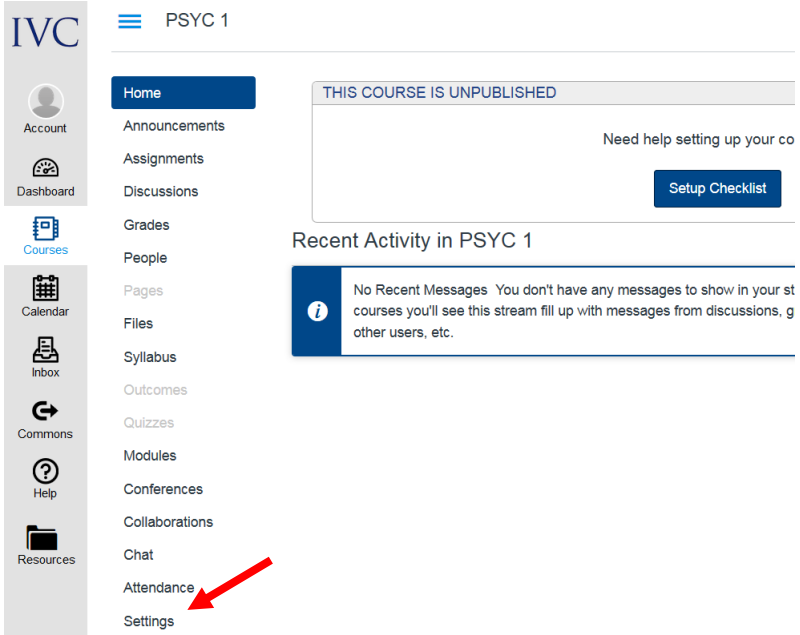 IVC
PSYC 1
Account
Dashboard
Courses
Calendar
Inbox
Commons
Help
Resources
Home
Announcements
Assignments
Discussions
Grades
People
Pages
Files
Syllabus
Outcomes
Quizzes
Modules
Conferences
Collaborations
Chat
Attendance
Settings
THIS COURSE IS UNPUBLISHED
Need help setting up your co
Setup Checklist
Recent Activity in PSYC 1
No Recent Messages You don't have any messages to show in your st
courses you'll see this stream fill up with messages from discussions, g
other users, etc.